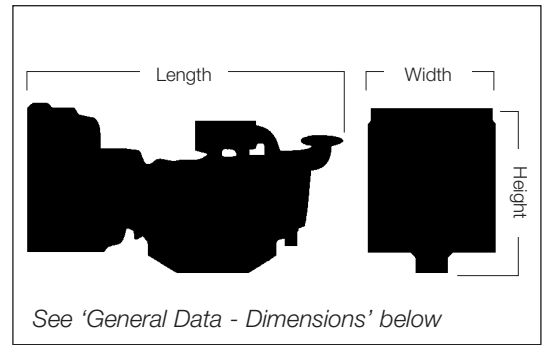 Length
Width
Height
See 'General Data - Dimensions' below